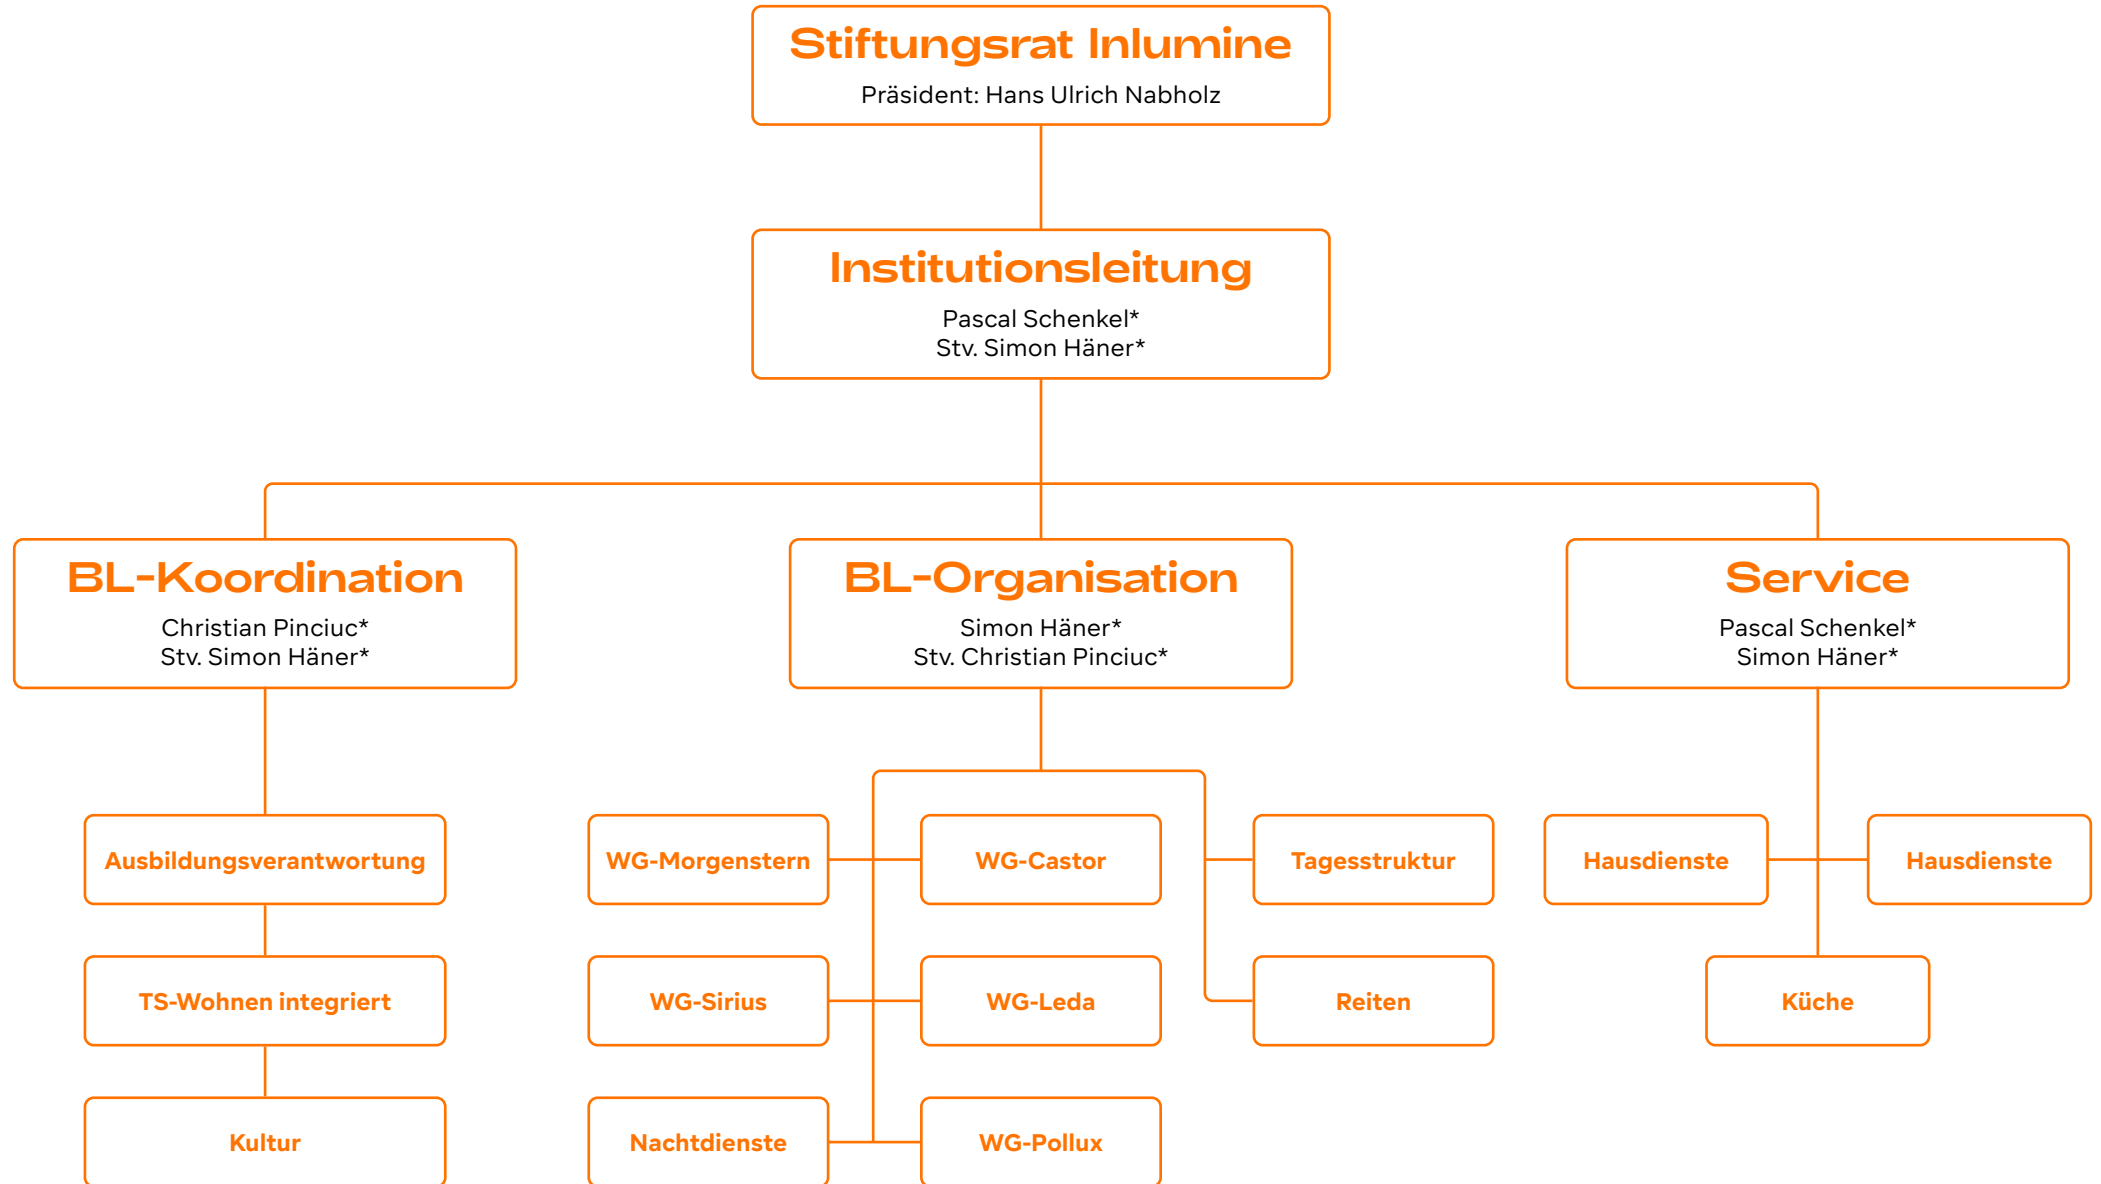 Stiftungsrat Inlumine
Präsident: Hans Ulrich Nabholz
Institutionsleitung
Pascal Schenkel*
Stv. Simon Häner*
BL-Koordination
Christian Pinciuc*
Stv. Simon Häner*
BL-Organisation
Simon Häner*
Stv. Christian Pinciuc*
Service
Pascal Schenkel*
Simon Häner*
Ausbildungsverantwortung
TS-Wohnen integriert
Kultur
WG-Morgenstern
WG-Castor
Tagesstruktur
WG-Sirius
WG-Leda
Reiten
Nachtdienste
WG-Pollux
Hausdienste
Hausdienste
Küche